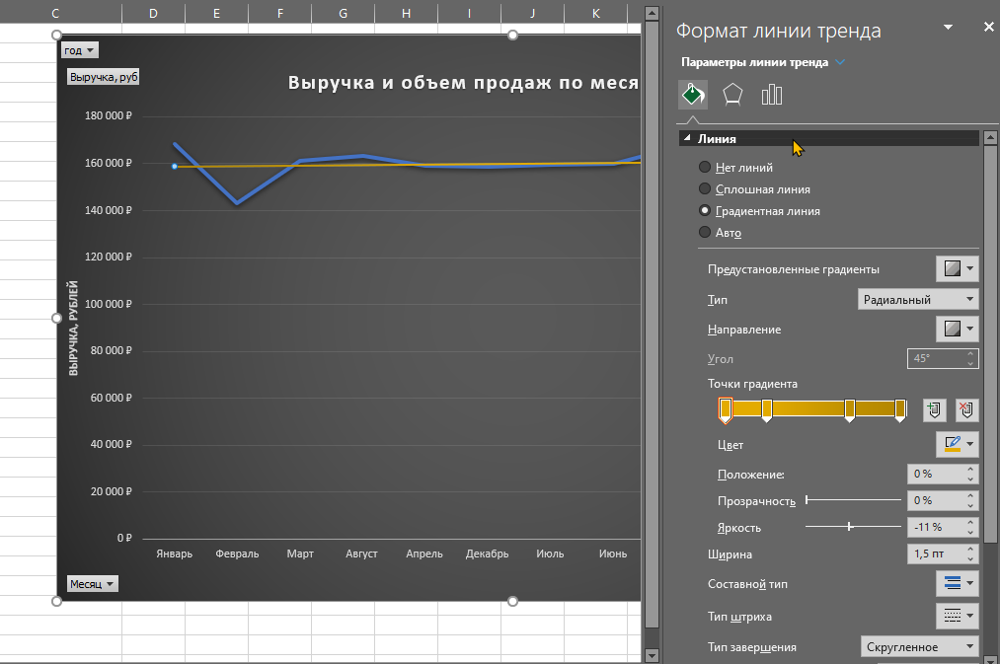 C D E F G H I J K
год
Выручка, руб
Выручка и объем продаж по меся
180 000 ₽
160 000 ₽
140 000 ₽
120 000 ₽
100 000 ₽
80 000 ₽
60 000 ₽
40 000 ₽
20 000 ₽
0 ₽
ВЫРУЧКА, РУБЛЕЙ
Январь Февраль Март Август Апрель Декабрь Июль Июнь
Месяц
Формат линии тренда
Параметры линии тренда
Линия
Нет линий
Сплошная линия
Градиентная линия
Авто
Предустановленные градиенты
Тип Радиальный
Направление
Угол 45°
Точки градиента
Цвет
Положение: 0 %
Прозрачность 0 %
Яркость -11 %
Ширина 1,5 пт
Составной тип
Тип штриха
Тип завершения Скругленное